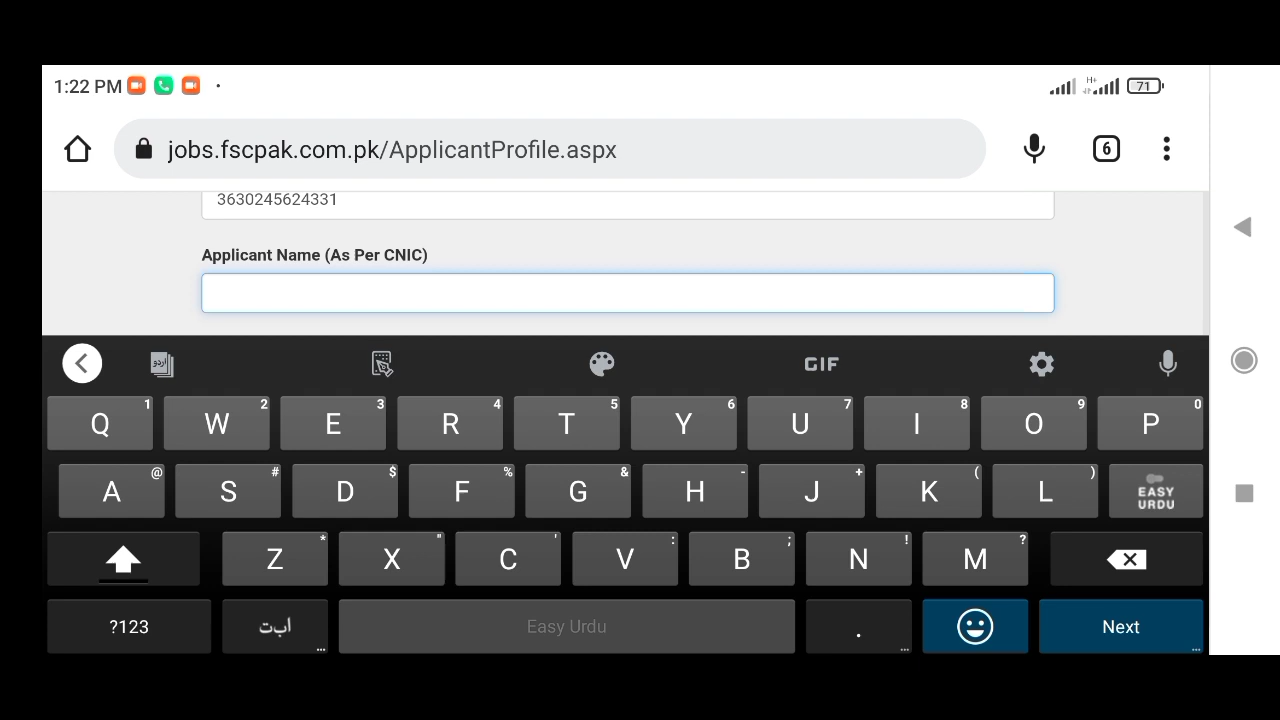 1:22 PM
H+
71
jobs.fscpak.com.pk/ApplicantProfile.aspx
6
3630245624331
Applicant Name (As Per CNIC)
اردو GIF
Q 1 W 2 E 3 R 4 T 5 Y 6 U 7 I 8 O 9 P 0
A @ S # D $ F % G & H - J + K ( L ) EASY URDU
Z * X " C ' V : B ; N ! M ?
?123 ابت ... Easy Urdu . ... Next ...